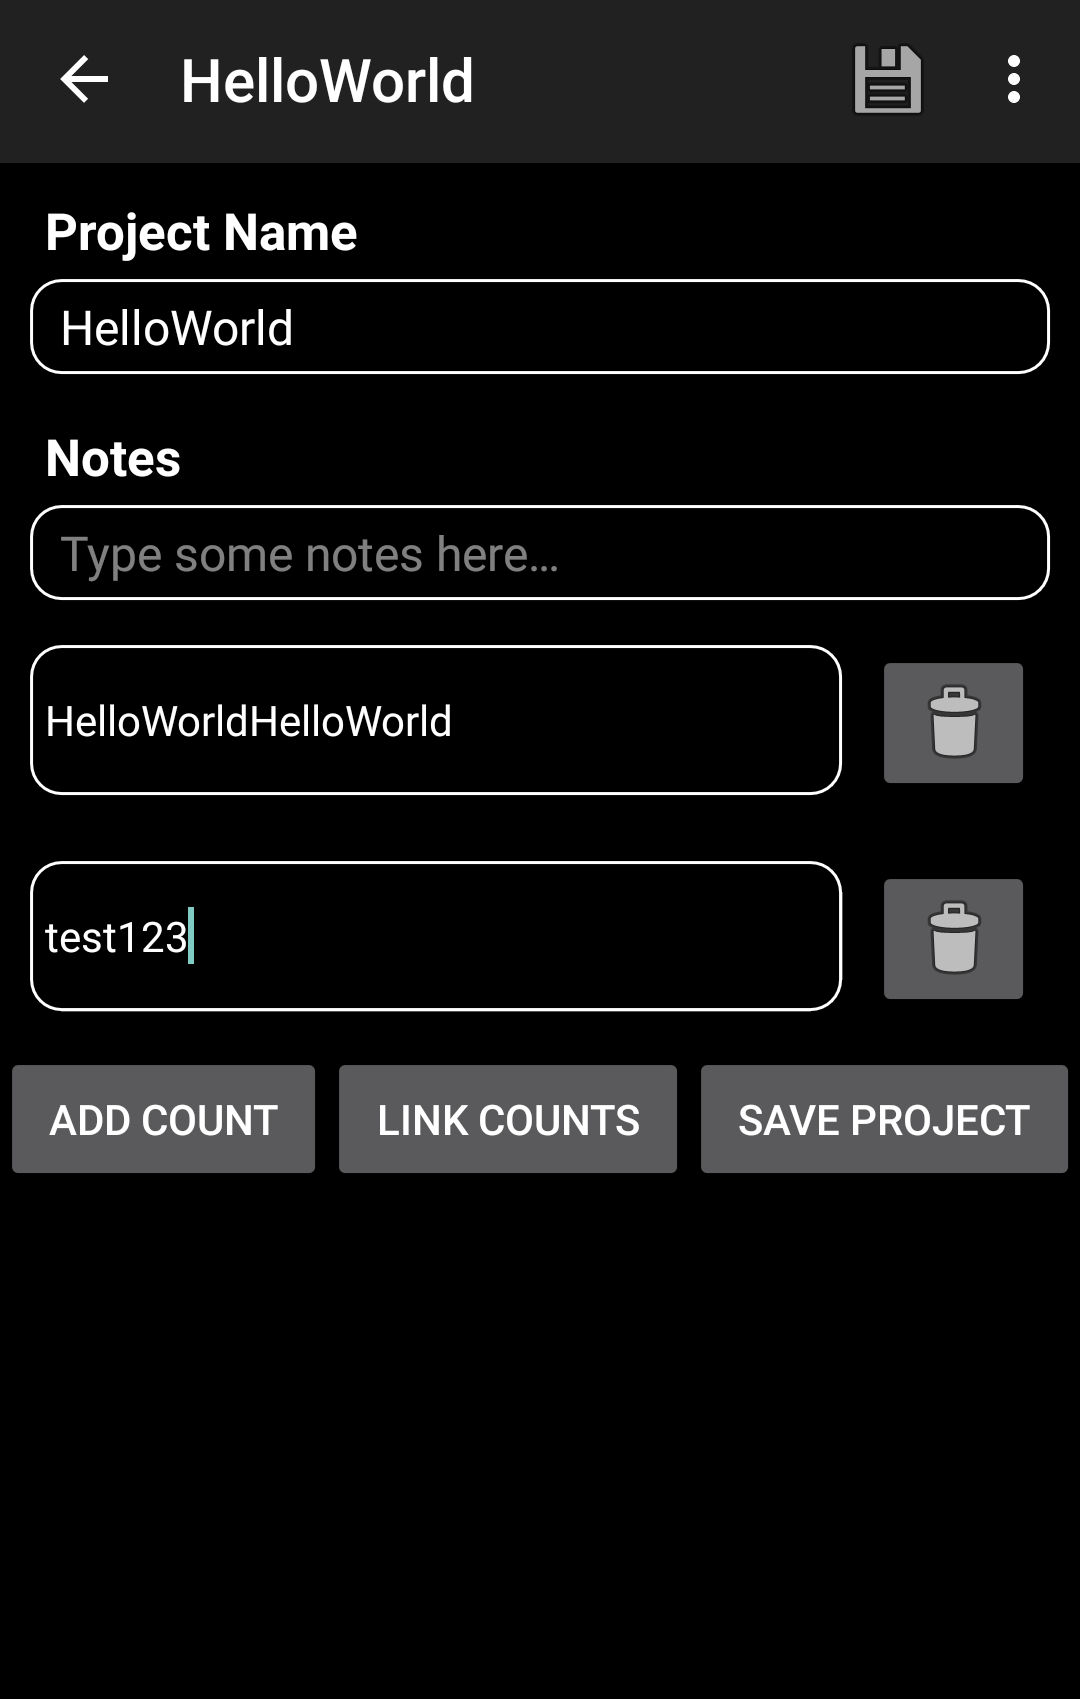 HelloWorld
Project Name
HelloWorld
Notes
Type some notes here...
HelloWorldHelloWorld
test123
ADD COUNT LINK COUNTS SAVE PROJECT